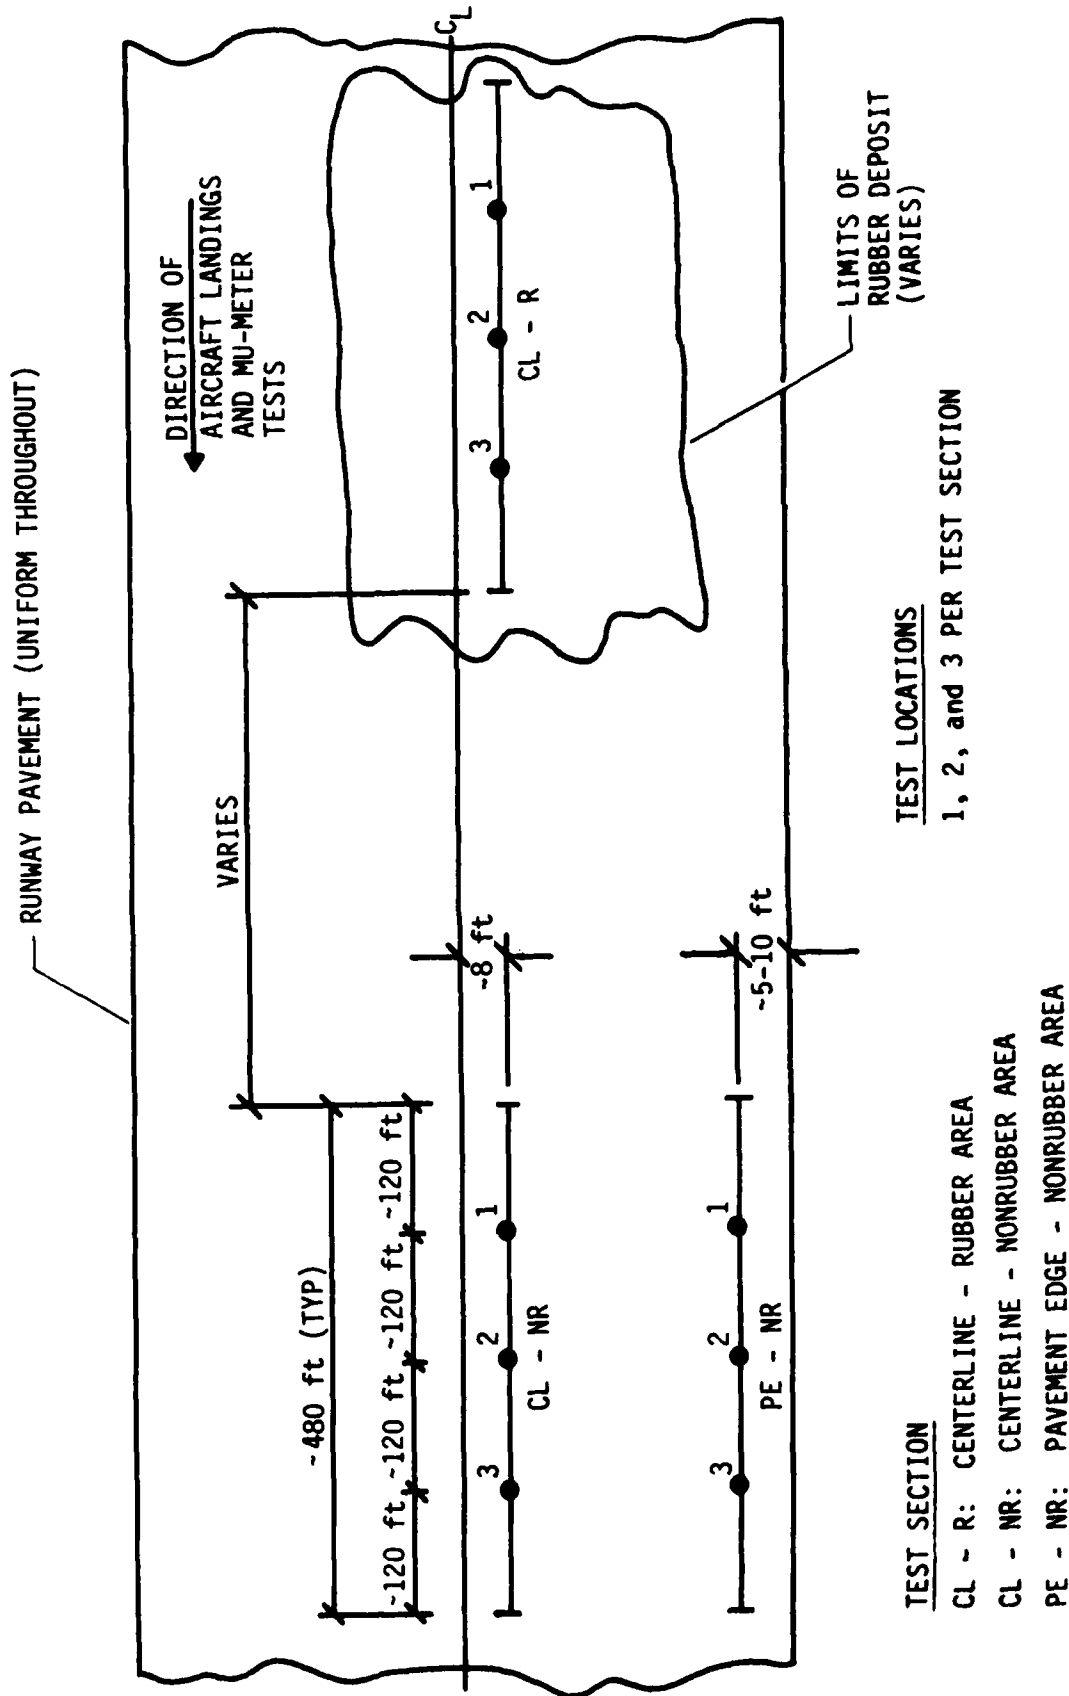 RUNWAY PAVEMENT (UNIFORM THROUGHOUT)
DIRECTION OF
AIRCRAFT LANDINGS
AND MU-METER
TESTS
VARIES
~480 ft (TYP)
~120 ft
~120 ft
~120 ft
~120 ft
CL
~8 ft
3
2
1
CL - NR
3
2
1
CL - R
3
2
1
PE - NR
~5-10 ft
LIMITS OF
RUBBER DEPOSIT
(VARIES)
TEST SECTION
CL - R: CENTERLINE - RUBBER AREA
CL - NR: CENTERLINE - NONRUBBER AREA
PE - NR: PAVEMENT EDGE - NONRUBBER AREA
TEST LOCATIONS
1, 2, and 3 PER TEST SECTION